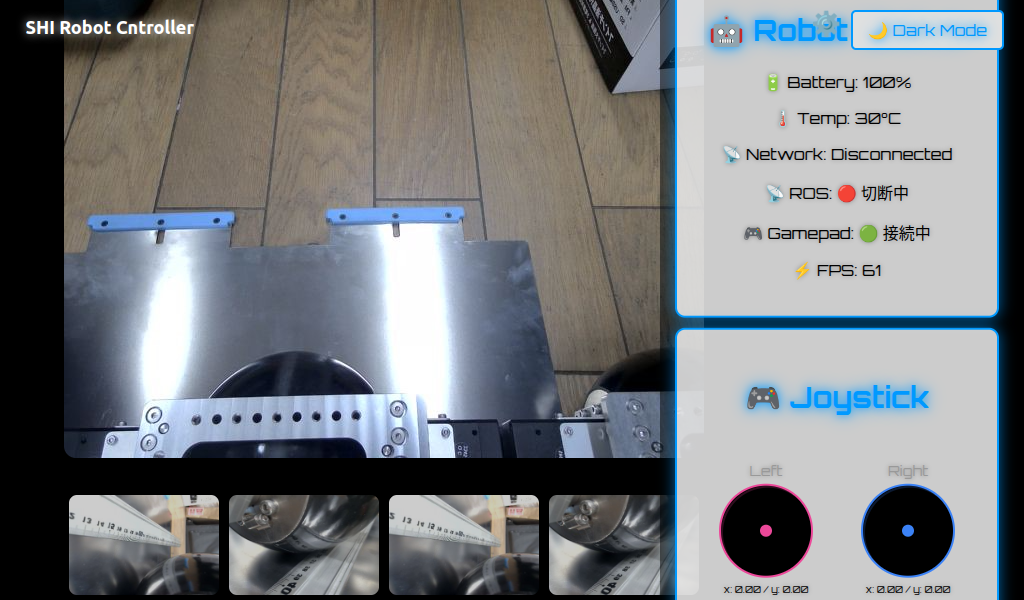 SHI Robot Cntroller
🤖 Robot
🌙 Dark Mode
🔋 Battery: 100%
🌡️ Temp: 30°C
📡 Network: Disconnected
📡 ROS: 🔴 切断中
🎮 Gamepad: 🟢 接続中
⚡ FPS: 61
🎮 Joystick
Left
Right
x: 0.00 / y: 0.00
x: 0.00 / y: 0.00